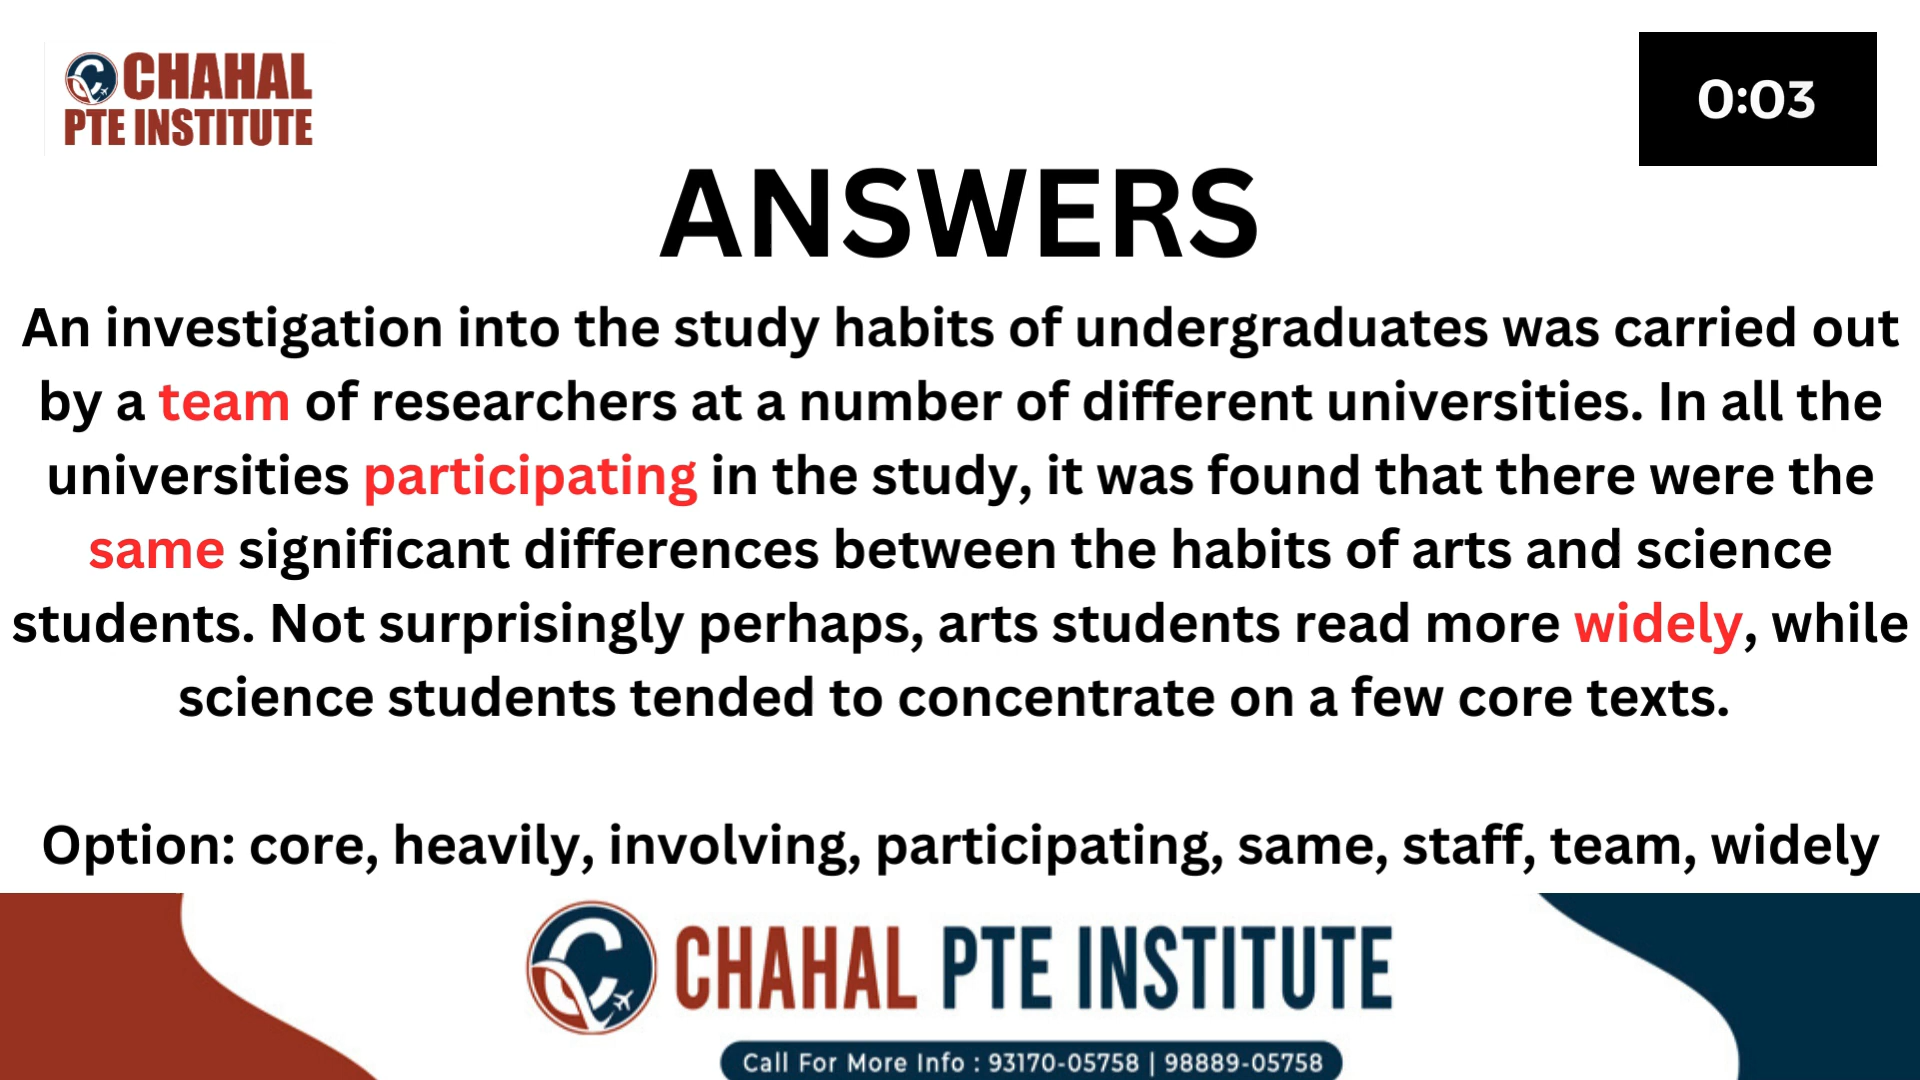 CHAHAL
PTE INSTITUTE
0:03
ANSWERS
An investigation into the study habits of undergraduates was carried out
by a team of researchers at a number of different universities. In all the
universities participating in the study, it was found that there were the
same significant differences between the habits of arts and science
students. Not surprisingly perhaps, arts students read more widely, while
science students tended to concentrate on a few core texts.
Option: core, heavily, involving, participating, same, staff, team, widely
CHAHAL PTE INSTITUTE
Call For More Info : 93170-05758 | 98889-05758